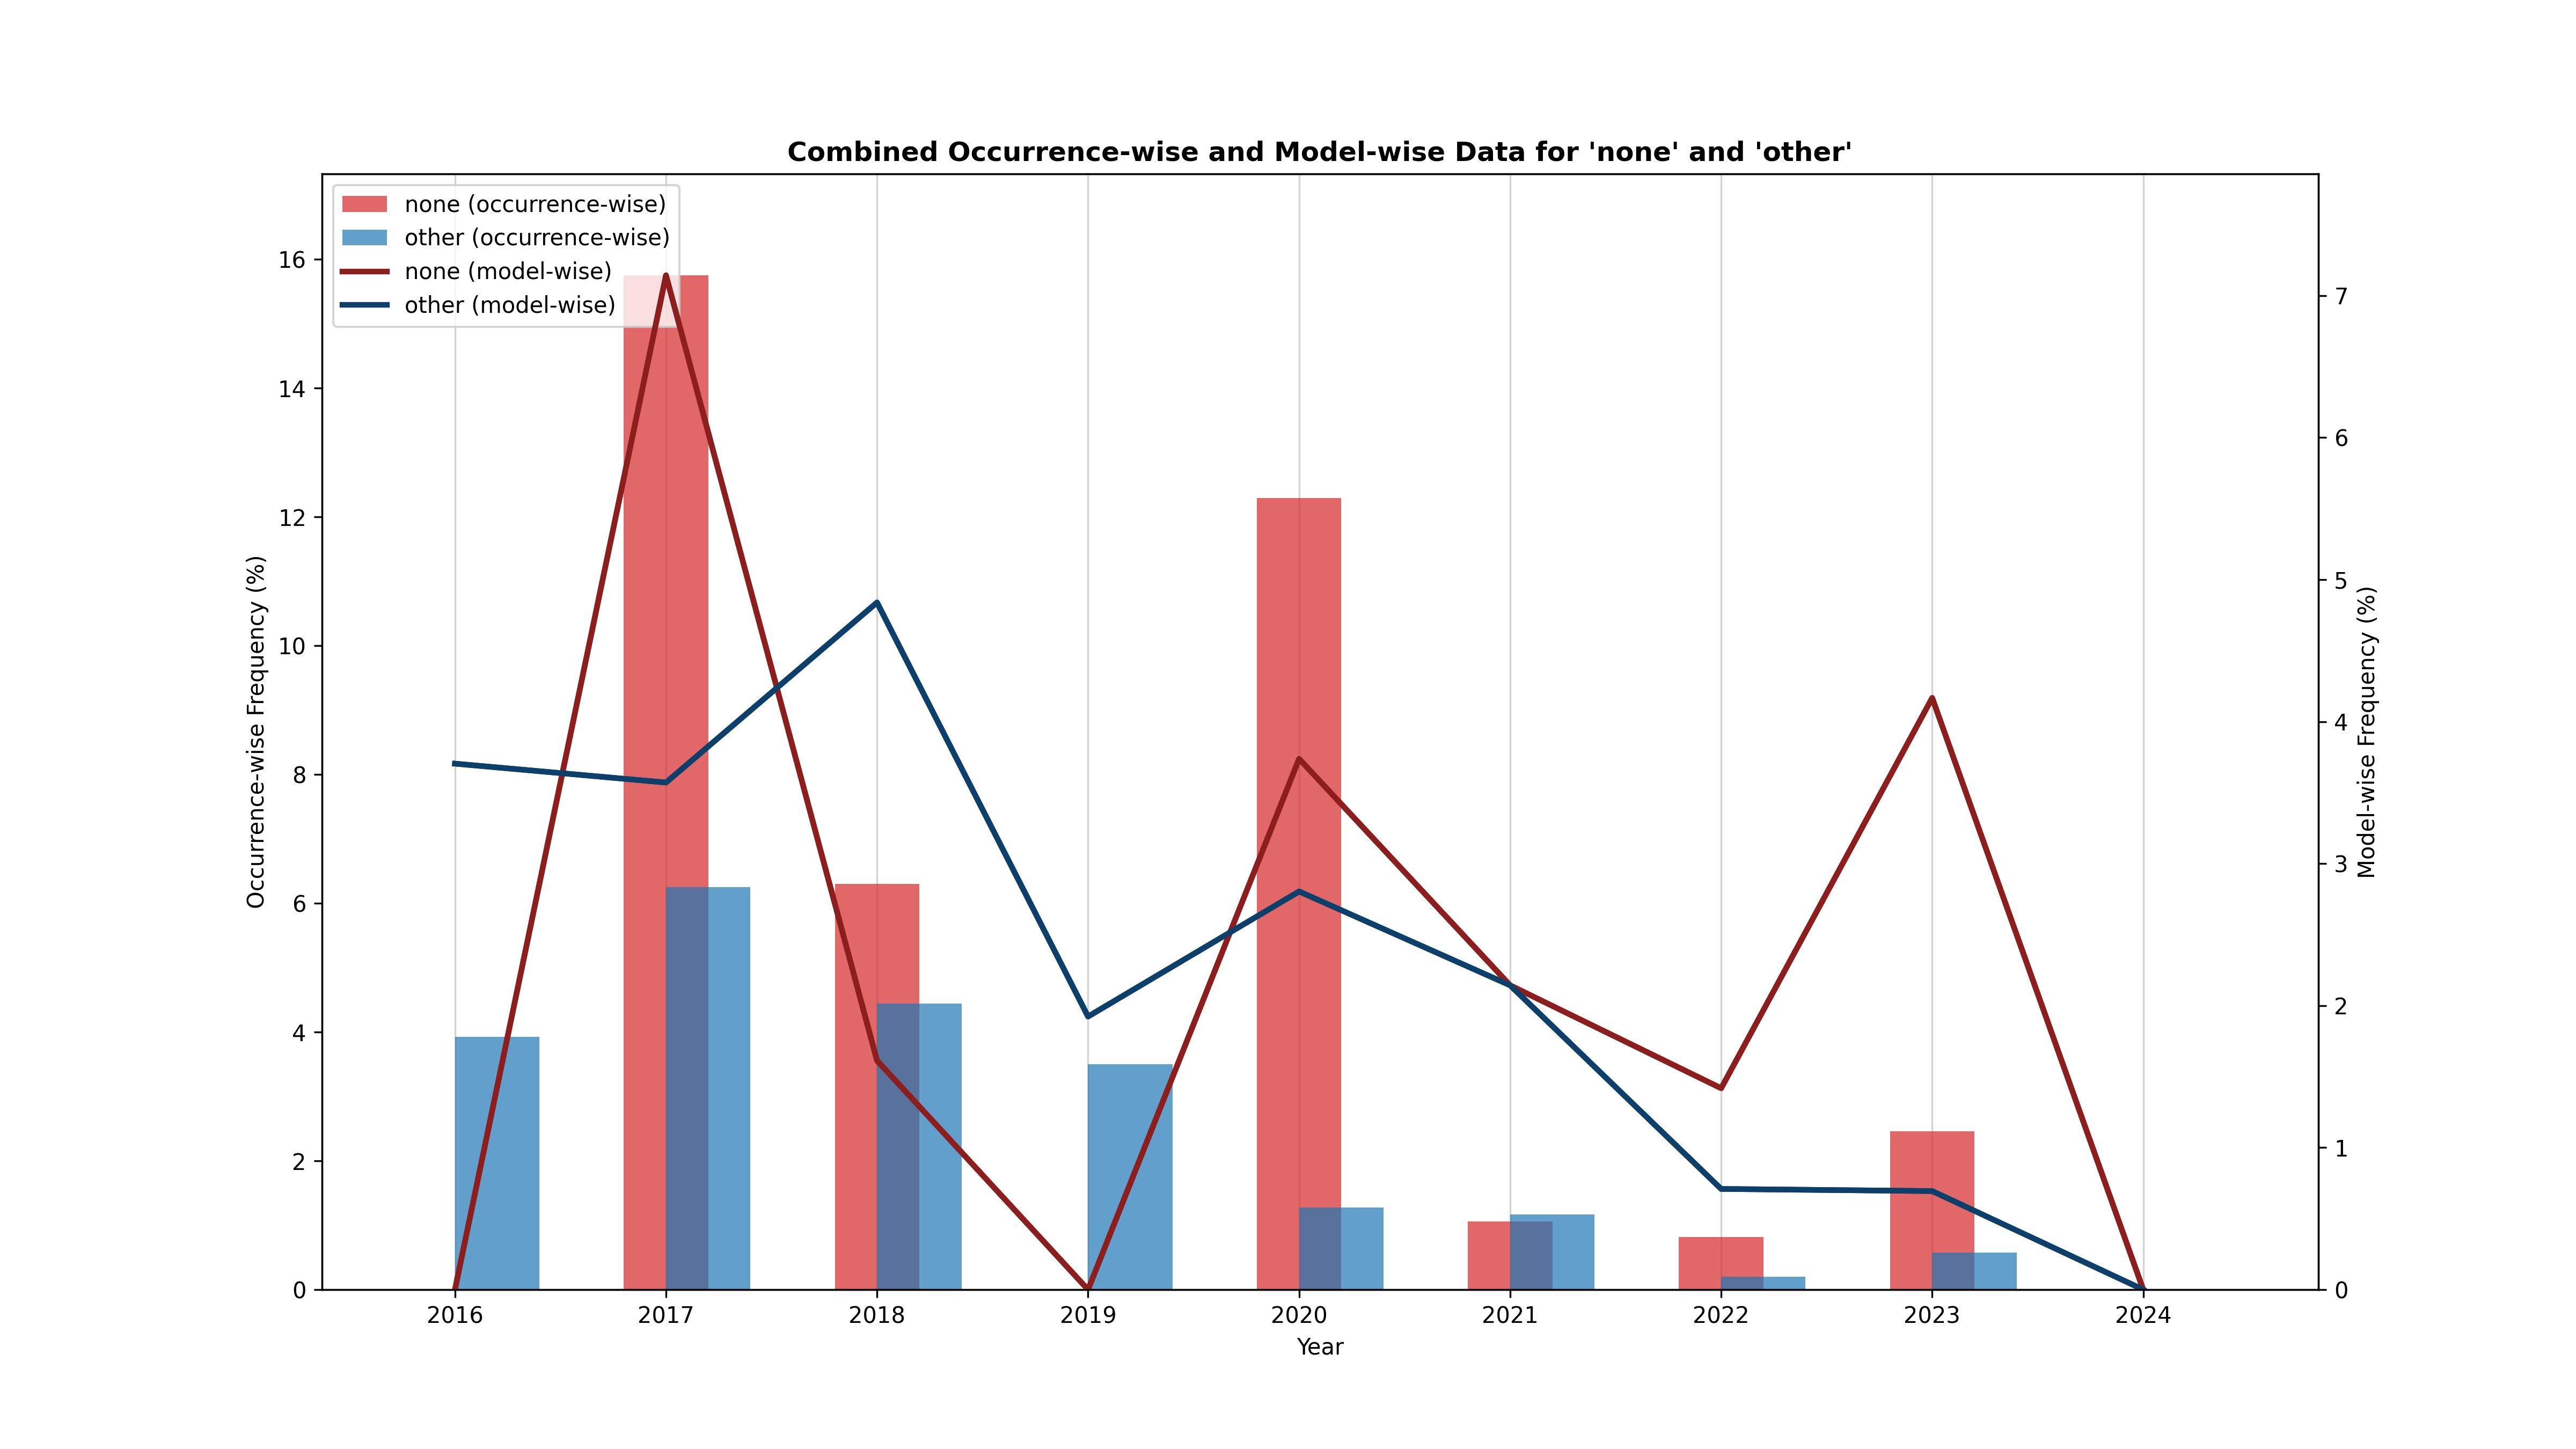 Combined Occurrence-wise and Model-wise Data for 'none' and 'other'
none (occurrence-wise)
other (occurrence-wise)
none (model-wise)
other (model-wise)
Occurrence-wise Frequency (%)
16
14
12
10
8
6
4
2
0
Model-wise Frequency (%)
7
6
5
4
3
2
1
0
2016 2017 2018 2019 2020 2021 2022 2023 2024
Year